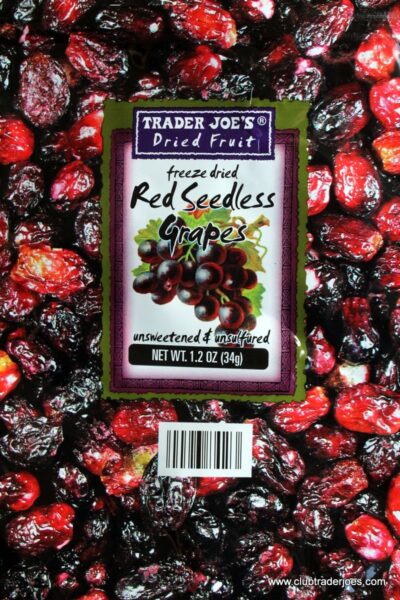 TRADER JOE'S®
Dried Fruit
freeze dried
Red Seedless
Grapes
unsweetened & unsulfured
NET WT. 1.2 OZ (34g)
www.clubtraderjoes.com